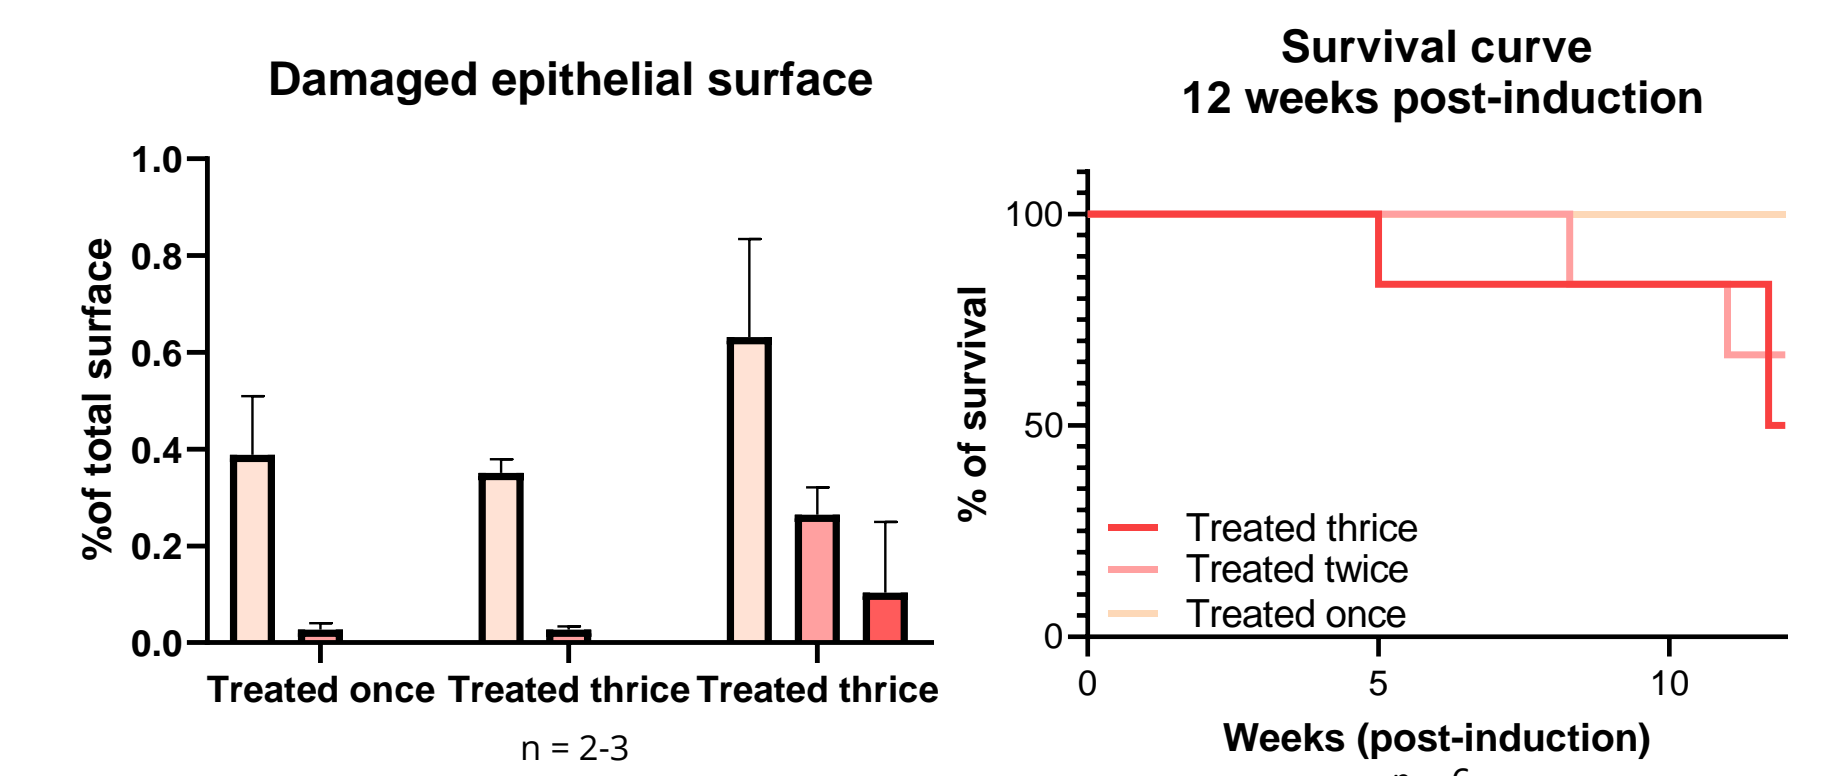 Damaged epithelial surface
%of total surface
1.0
0.8
0.6
0.4
0.2
0.0
Treated once Treated thrice Treated thrice
n = 2-3
Survival curve
12 weeks post-induction
% of survival
100
50
0
Treated thrice
Treated twice
Treated once
0 5 10
Weeks (post-induction)